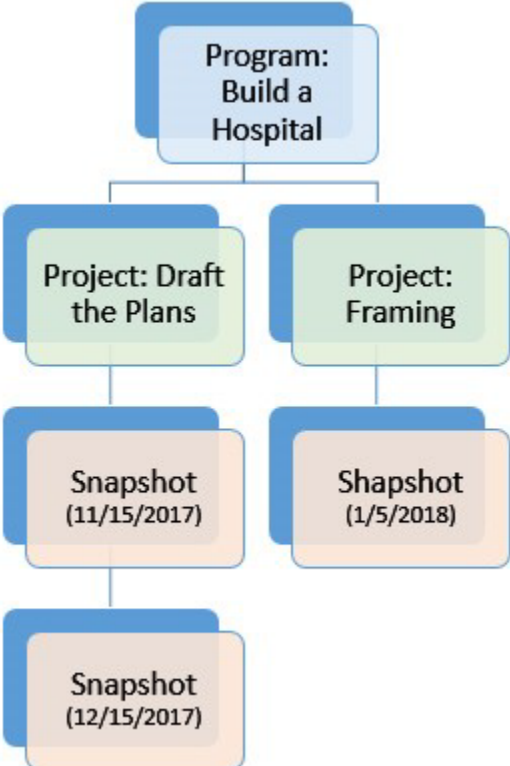 Program:
Build a
Hospital
Project: Draft
the Plans
Project:
Framing
Snapshot
(11/15/2017)
Shapshot
(1/5/2018)
Snapshot
(12/15/2017)